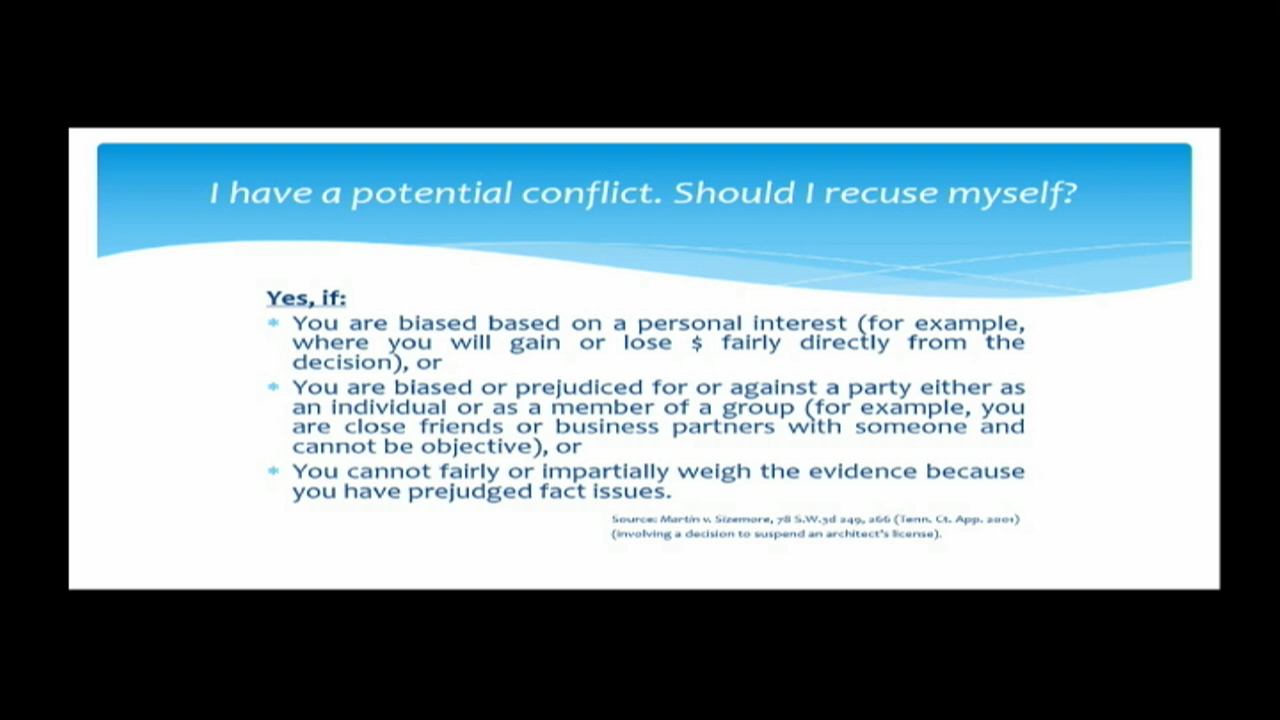 I have a potential conflict. Should I recuse myself?
Yes, if:
* You are biased based on a personal interest (for example,
where you will gain or lose $ fairly directly from the
decision), or
* You are biased or prejudiced for or against a party either as
an individual or as a member of a group (for example, you
are close friends or business partners with someone and
cannot be objective), or
* You cannot fairly or impartially weigh the evidence because
you have prejudged fact issues.
Source: Martin v. Sizemore, 78 S.W.3d 249, 266 (Tenn. Ct. App. 2001)
(involving a decision to suspend an architect's license).